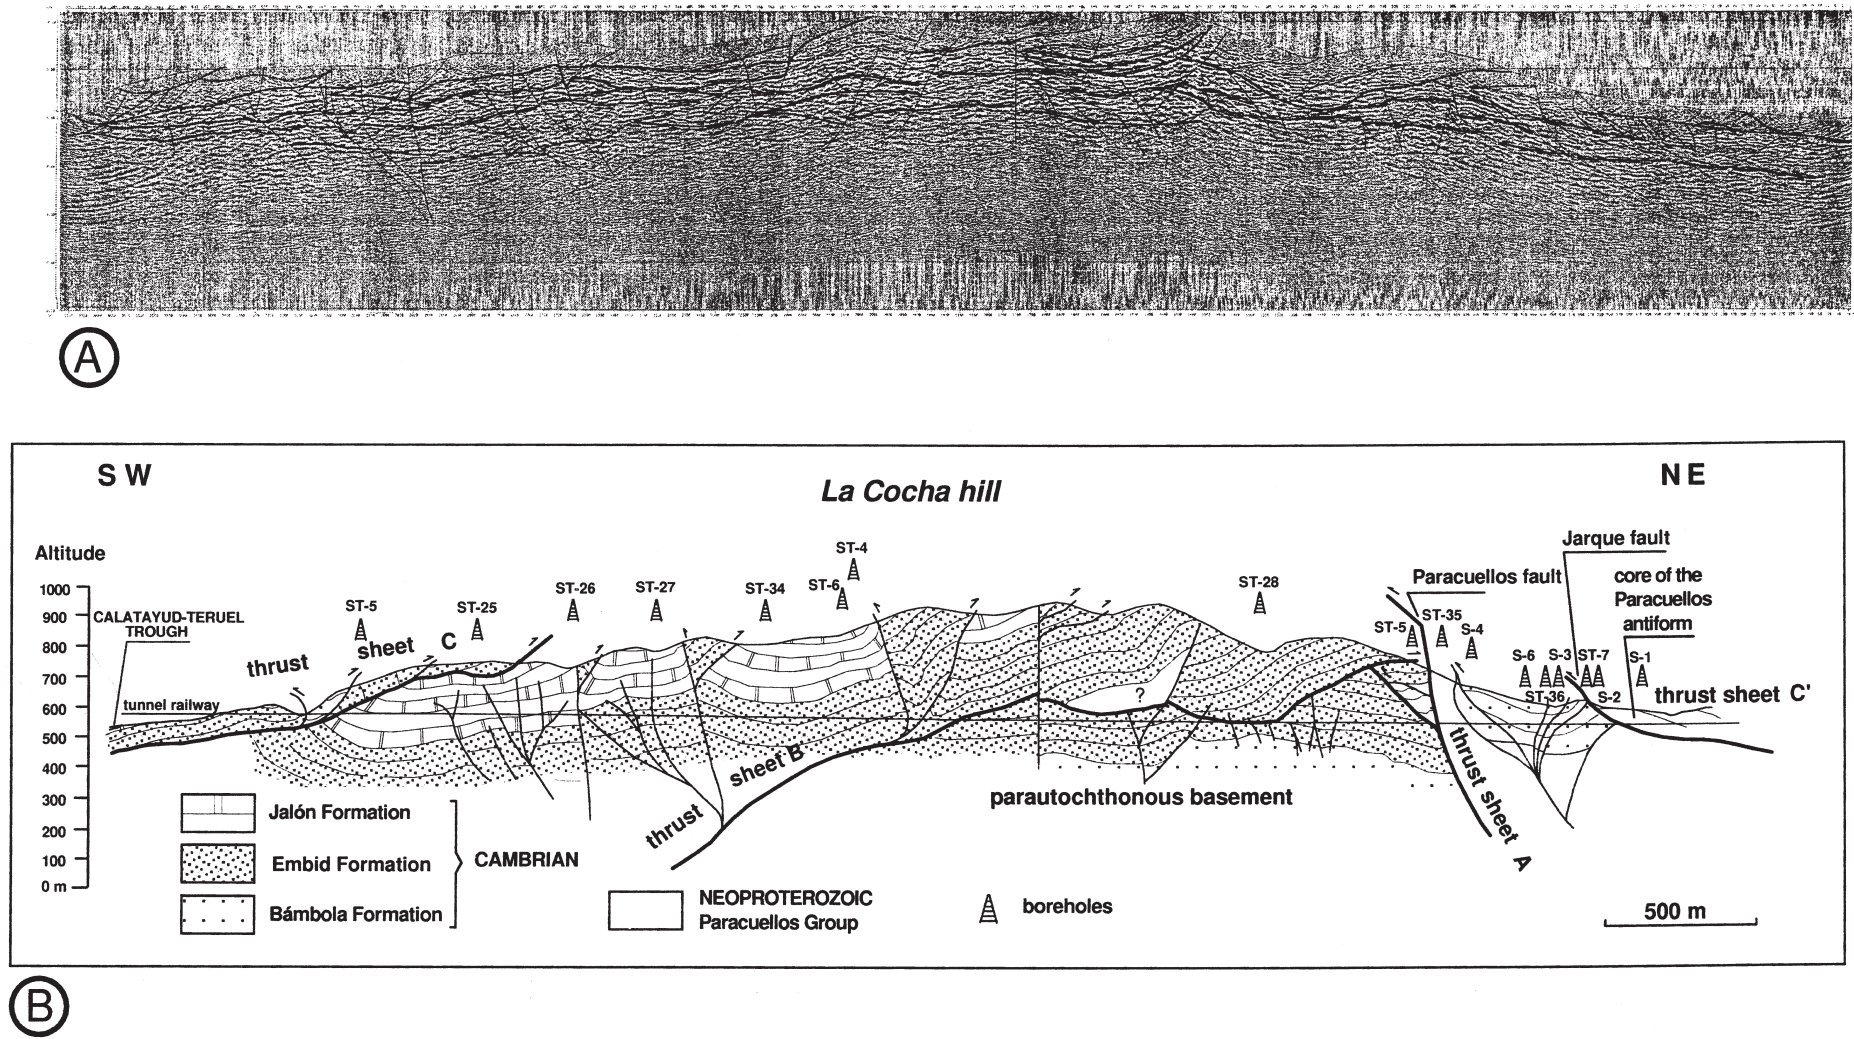 A
S W
N E
La Cocha hill
Altitude
1000
900
800
700
600
500
400
300
200
100
0 m
CALATAYUD-TERUEL
TROUGH
tunnel railway
thrust sheet C
ST-5
ST-25
ST-26
ST-27
ST-34
ST-6
ST-4
ST-28
Jarque fault
Paracuellos fault
core of the
Paracuellos
antiform
ST-5
ST-35
S-4
S-6
S-3
ST-7
S-1
ST-36
S-2
thrust sheet C'
?
thrust sheet B
thrust sheet A
parautochthonous basement
Jalón Formation
Embid Formation
Bámbola Formation
CAMBRIAN
NEOPROTEROZOIC
Paracuellos Group
boreholes
500 m
B